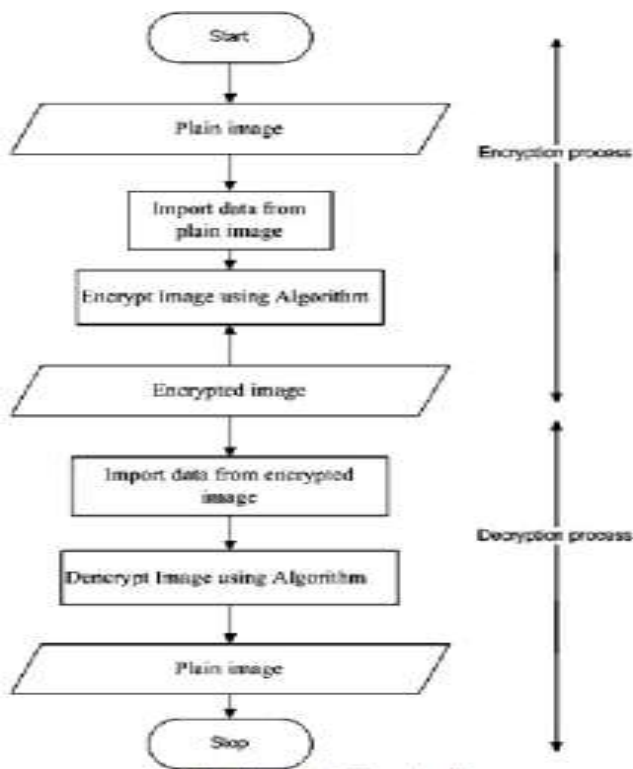 Start
Plain image
Encryption process
Import data from
plain image
Encrypt Image using Algorithm
Encrypted image
Import data from encrypted
image
Decryption process
Dencrypt Image using Algorithm
Plain image
Stop